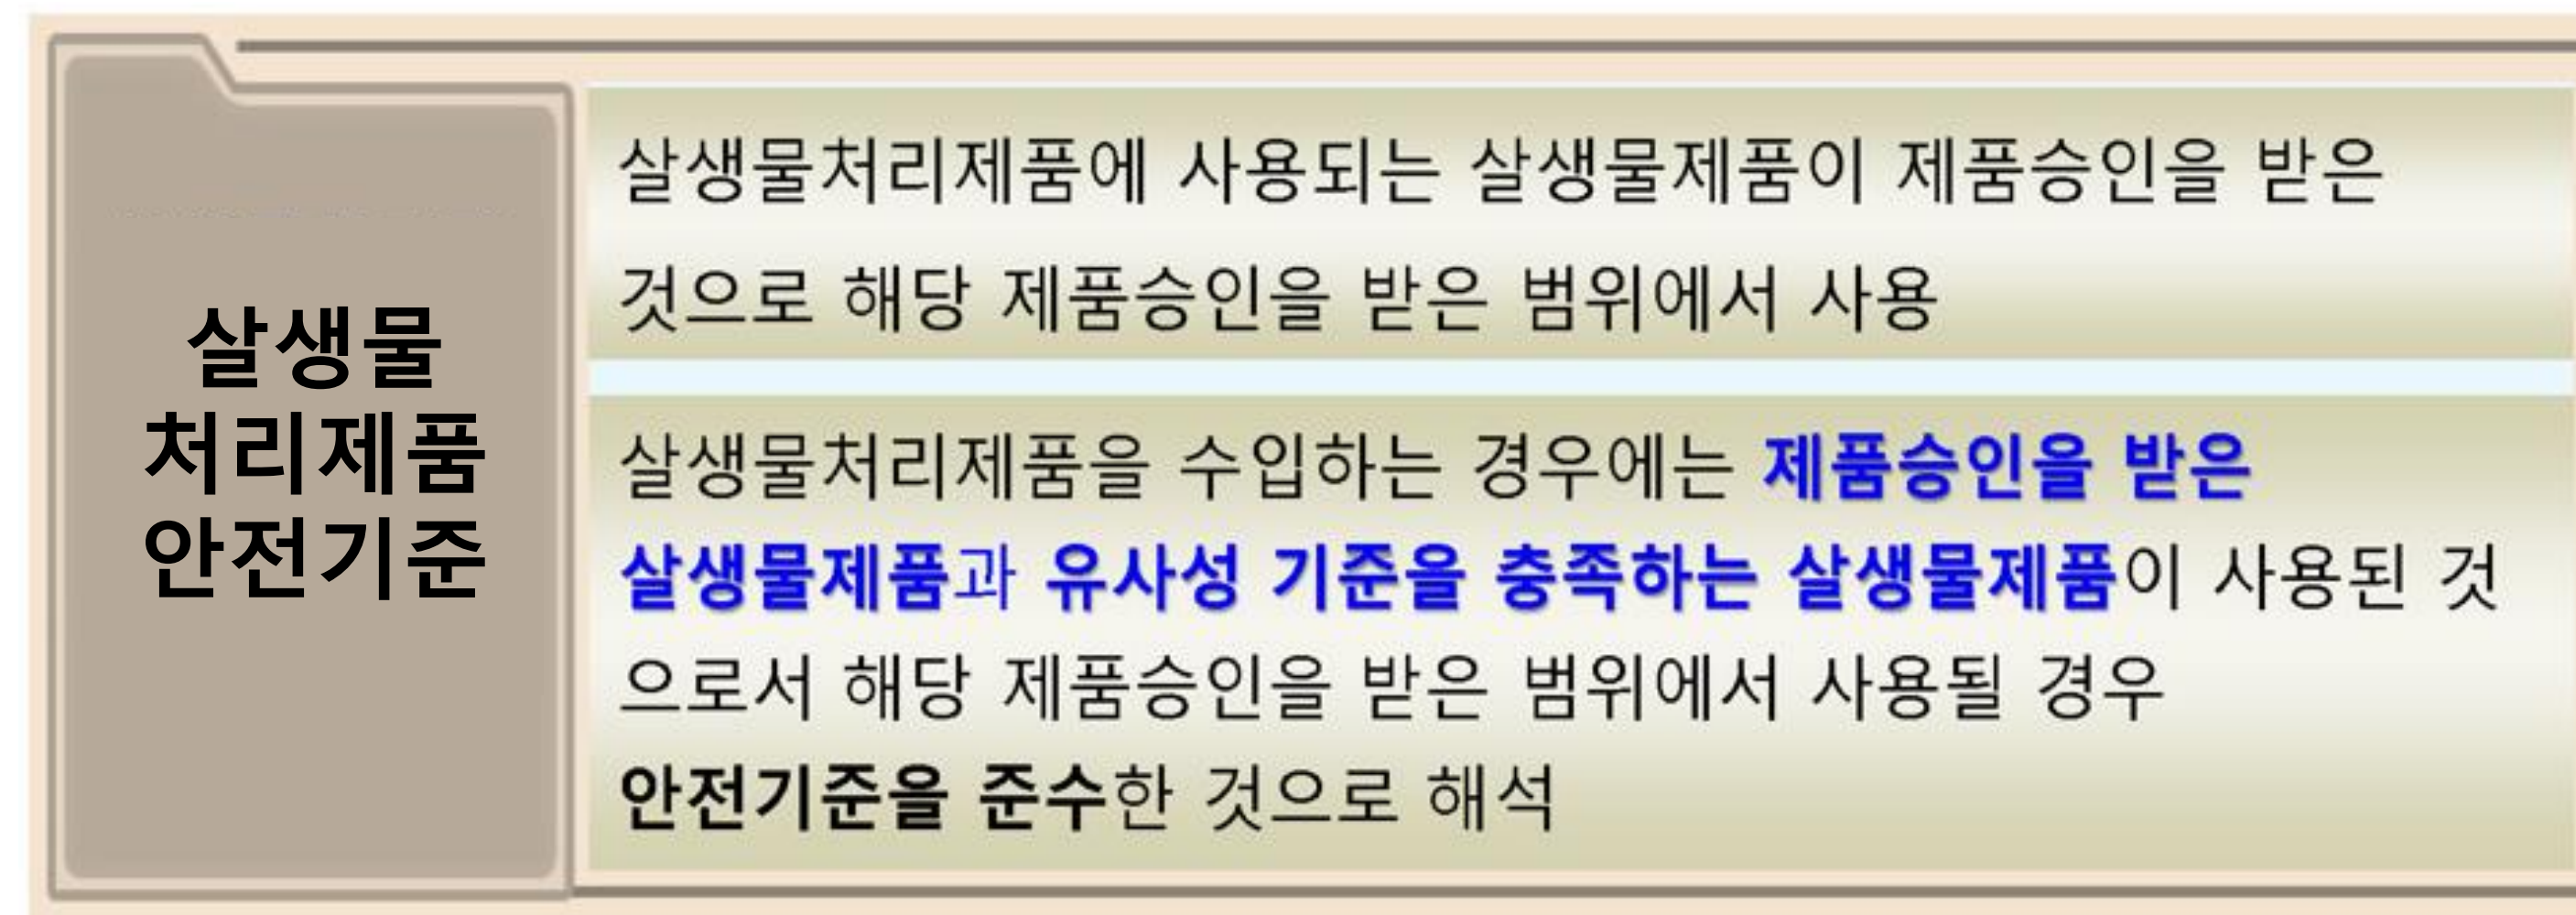 살생물
처리제품
안전기준
살생물처리제품에 사용되는 살생물제품이 제품승인을 받은
것으로 해당 제품승인을 받은 범위에서 사용
살생물처리제품을 수입하는 경우에는 제품승인을 받은
살생물제품과 유사성 기준을 충족하는 살생물제품이 사용된 것
으로서 해당 제품승인을 받은 범위에서 사용될 경우
안전기준을 준수한 것으로 해석